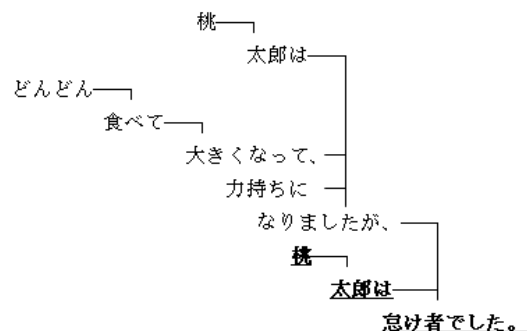 桃
太郎は
どんどん
食べて
大きくなって、
力持ちに
なりましたが、
桃
太郎は
怠け者でした。